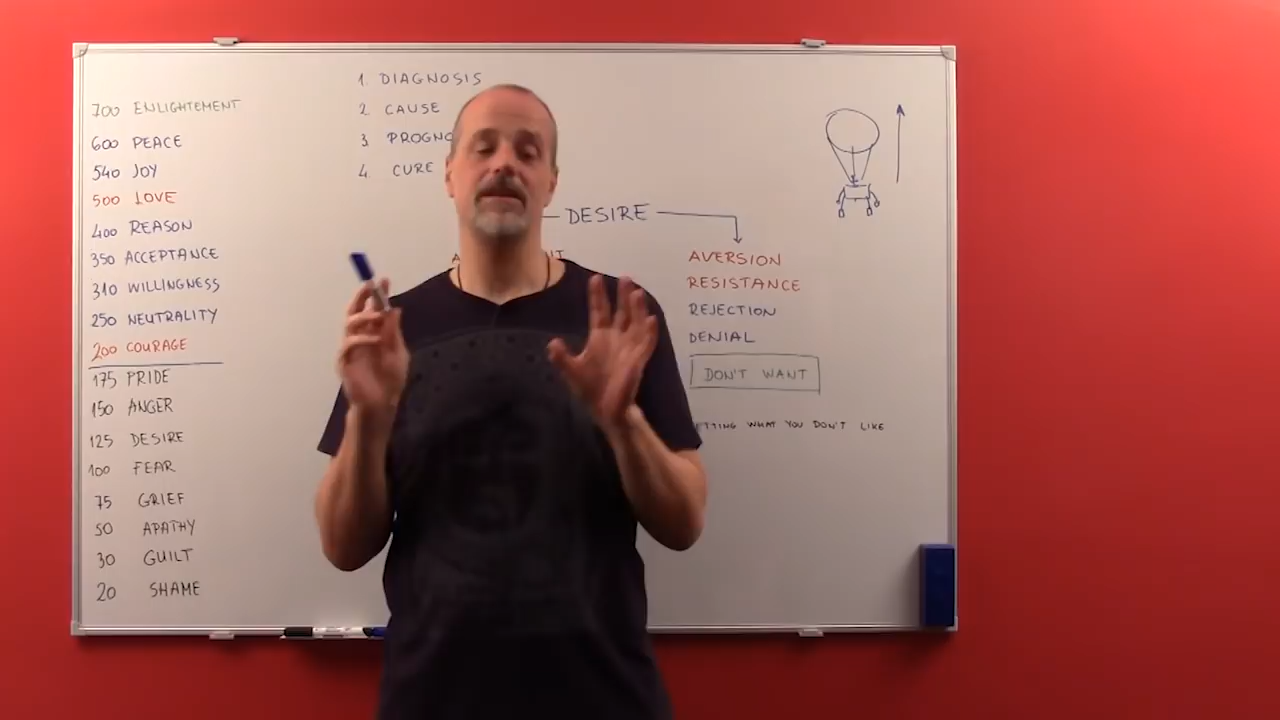 700 ENLIGHTEMENT
600 PEACE
540 JOY
500 LOVE
400 REASON
350 ACCEPTANCE
310 WILLINGNESS
250 NEUTRALITY
200 COURAGE
175 PRIDE
150 ANGER
125 DESIRE
100 FEAR
75 GRIEF
50 APATHY
30 GUILT
20 SHAME
1. DIAGNOSIS
2. CAUSE
3. PROGNO
4. CURE
DESIRE
AVERSION
RESISTANCE
REJECTION
DENIAL
DON'T WANT
ETTING WHAT YOU DON'T LIKE